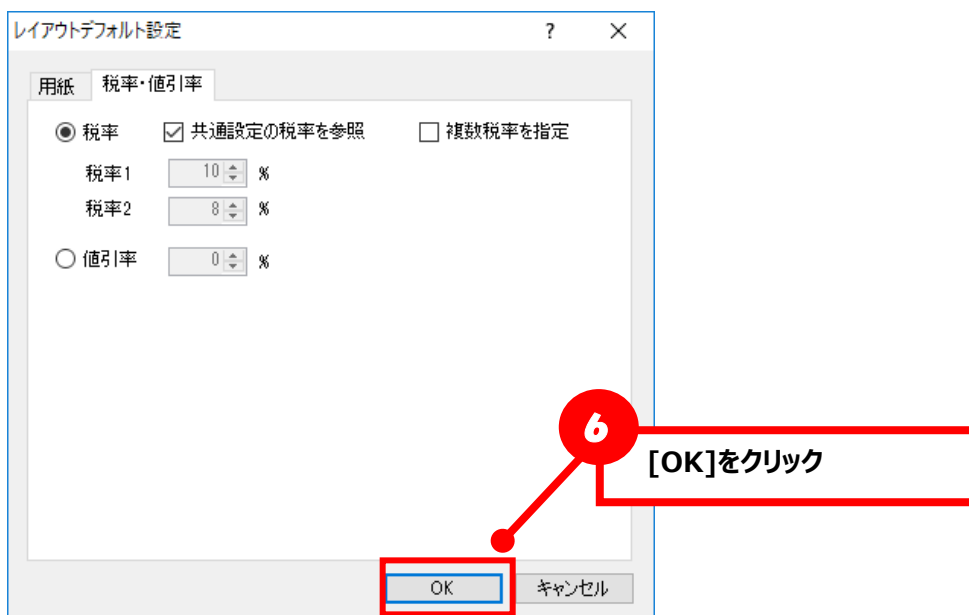 レイアウトデフォルト設定 ? ×
用紙 税率・値引率
税率 共通設定の税率を参照 複数税率を指定
税率1 10 %
税率2 8 %
値引率 0 %
6
[OK]をクリック
OK キャンセル